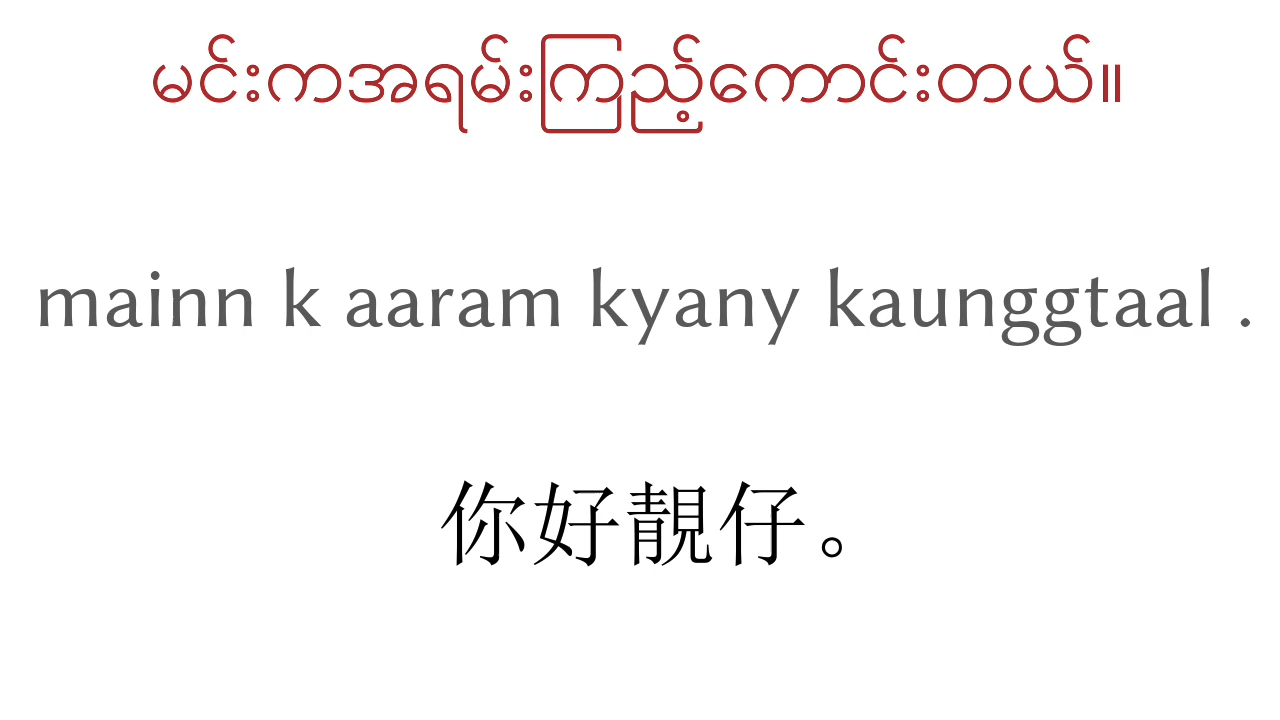 မင်းကအရမ်းကြည့်ကောင်းတယ်။
mainn k aaram kyany kaunggtaal .
你好靚仔。